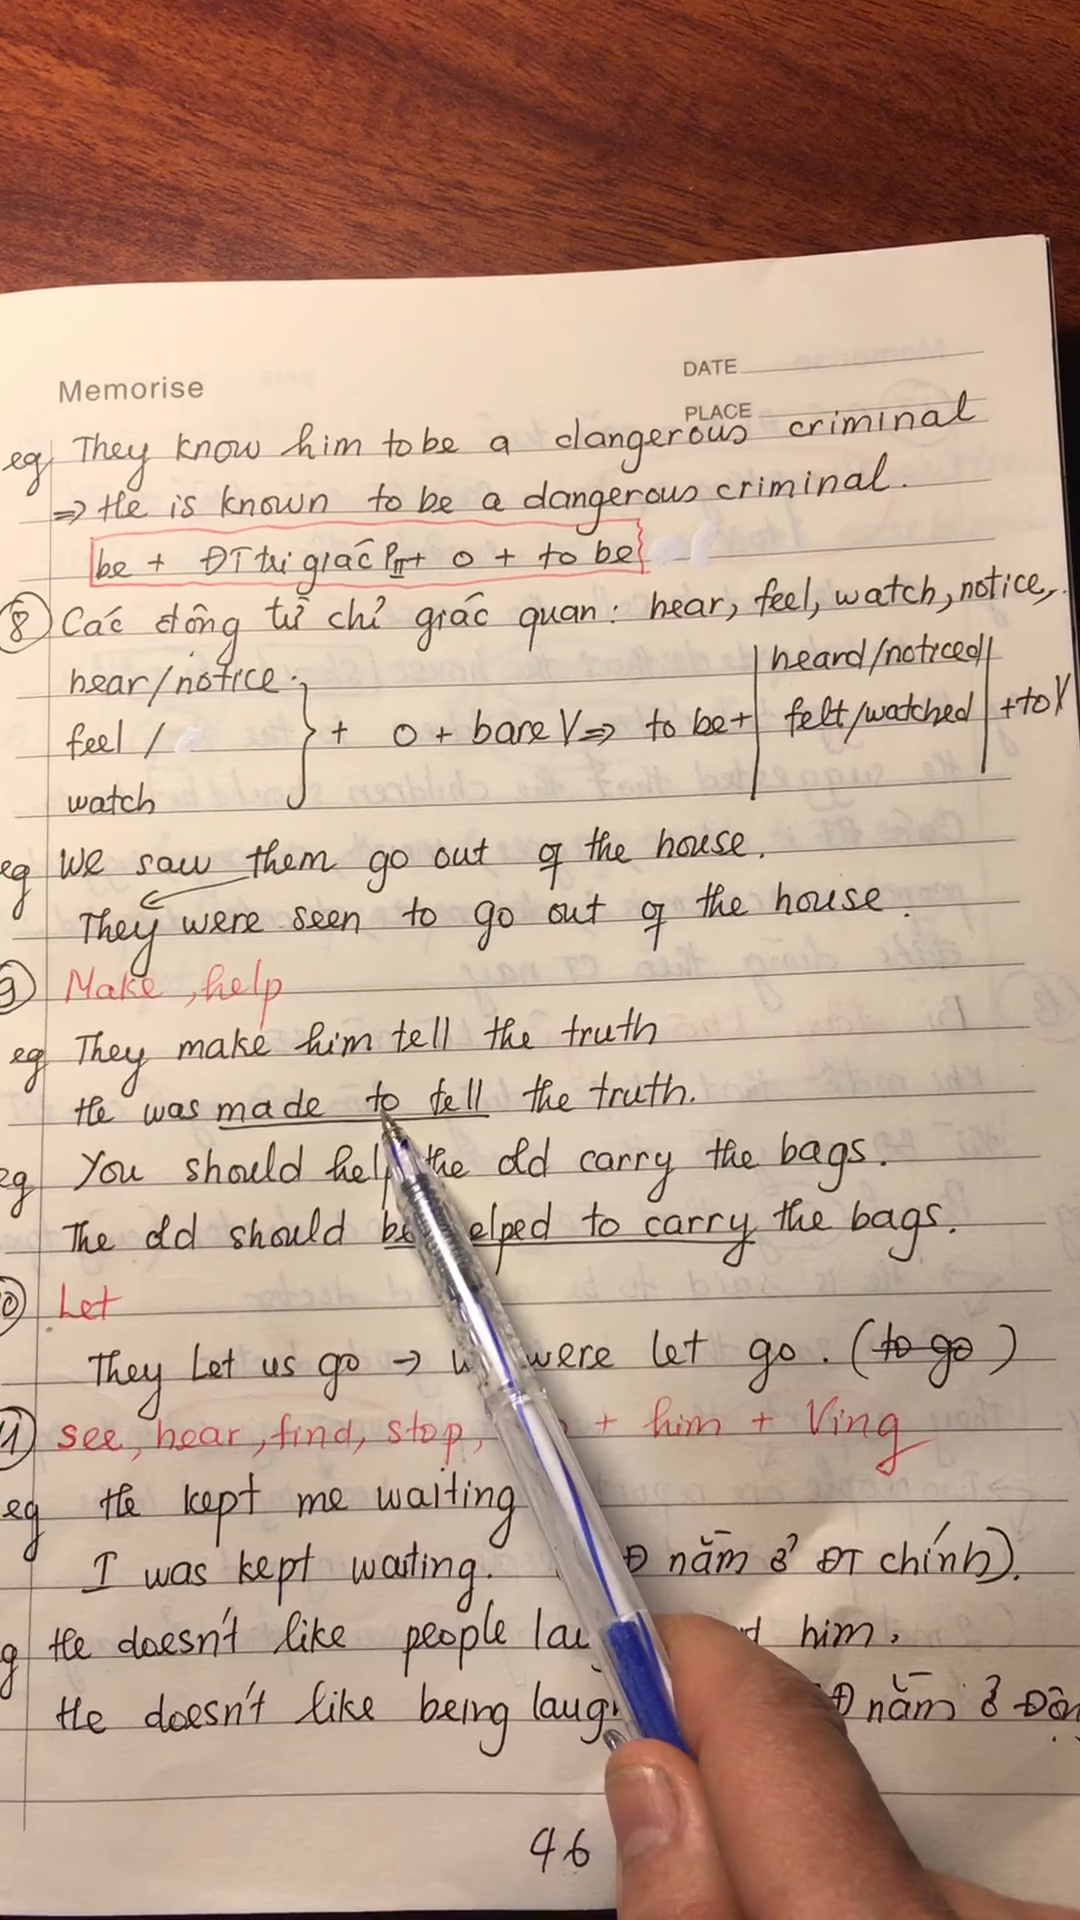 Memorise
DATE
PLACE
eg They know him to be a dangerous criminal
⇒ He is known to be a dangerous criminal.
be + ĐT tri giác PII + O + to be
⑧ Các động từ chỉ giác quan: hear, feel, watch, notice,..
hear/notice
feel /
watch
+ O + bare V ⇒ to be +
heard/noticed
felt/watched
+ to V
eg We saw them go out of the house.
They were seen to go out of the house.
9) Make, help
eg They make him tell the truth
He was made to tell the truth.
eg You should help the old carry the bags.
The old should be helped to carry the bags.
0) Let
They Let us go → were let go. (to go)
1) see, hear, find, stop, + him + Ving
eg He kept me waiting
I was kept waiting. nằm ở ĐT chính).
g He doesn't like people him.
He doesn't like being nằm ở
46